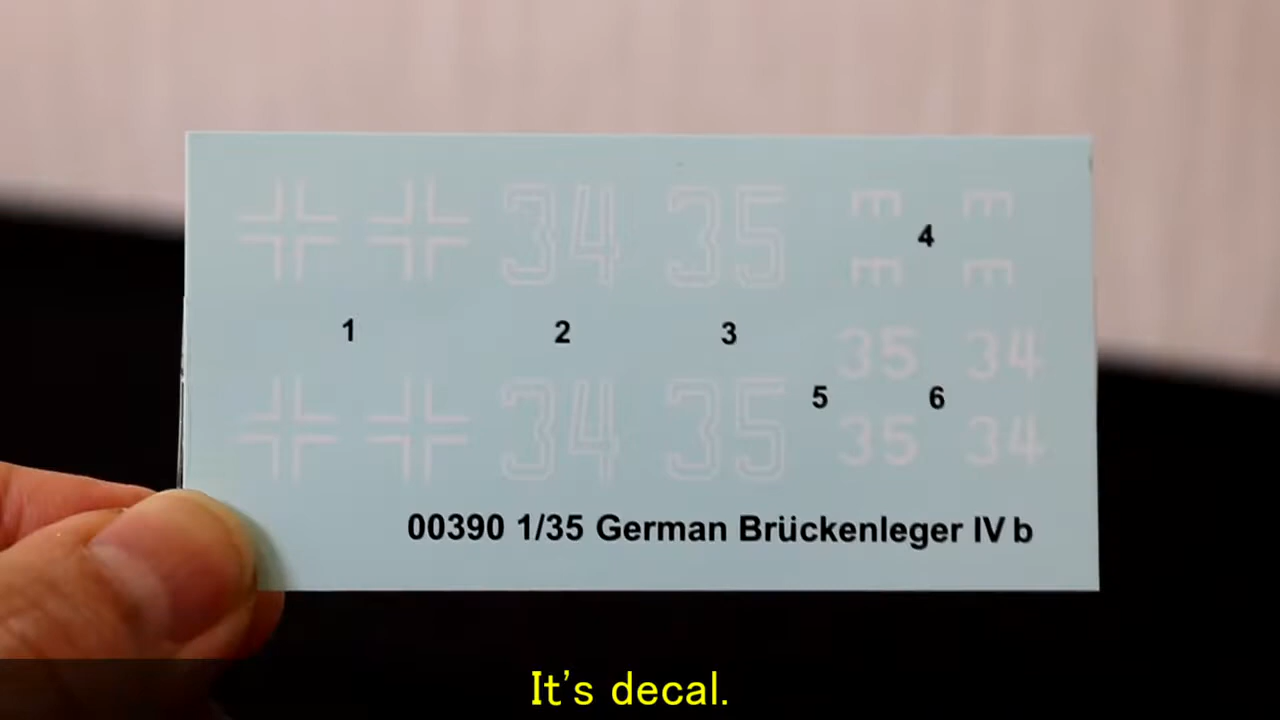 34 35 E E
4
E E
1 2 3
35 34
5 6
34 35 35 34
00390 1/35 German Brückenleger IV b
It's decal.